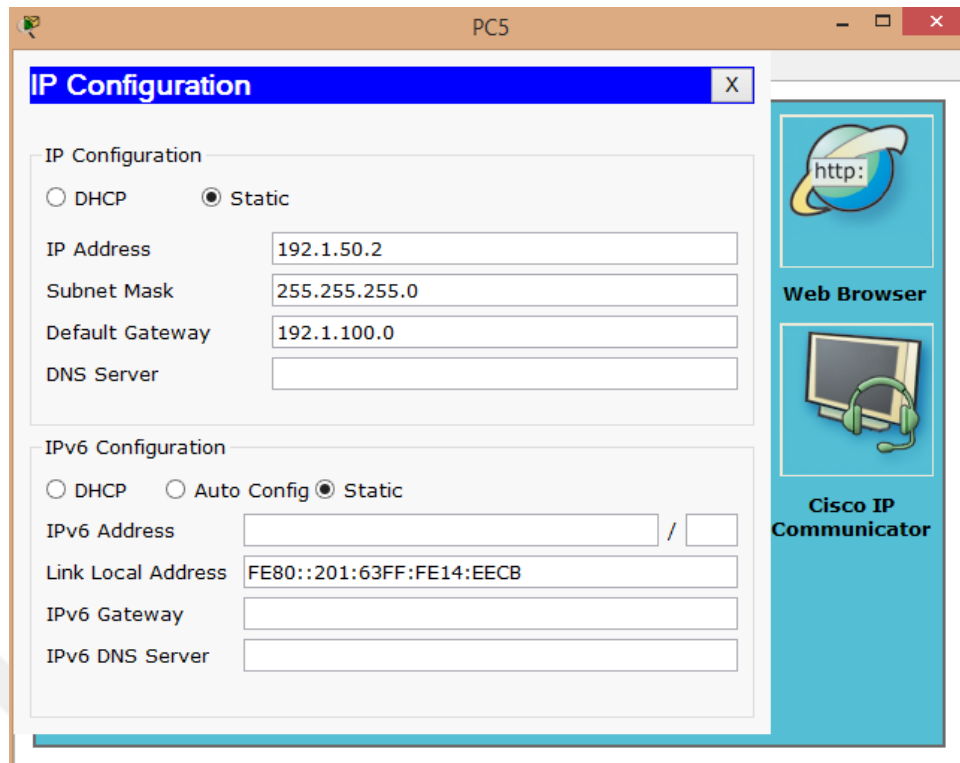 PC5
IP Configuration X
IP Configuration
DHCP Static
IP Address 192.1.50.2
Subnet Mask 255.255.255.0
Default Gateway 192.1.100.0
DNS Server
IPv6 Configuration
DHCP Auto Config Static
IPv6 Address /
Link Local Address FE80::201:63FF:FE14:EECB
IPv6 Gateway
IPv6 DNS Server
http:
Web Browser
Cisco IP
Communicator